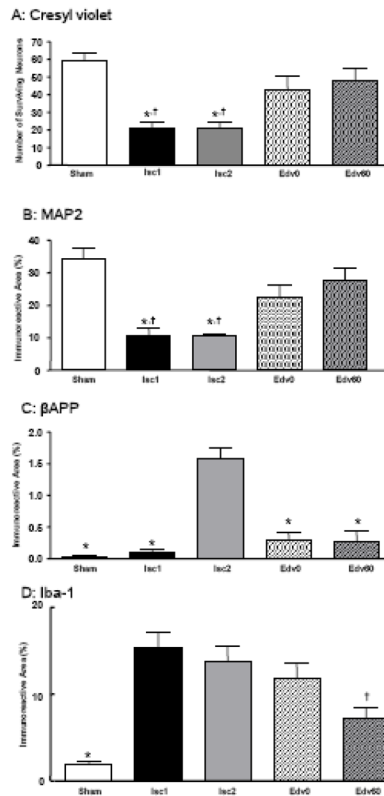 A: Cresyl violet
Number of Surviving Neurons
70
60
50
40
30
20
10
0
*,†
*,†
Sham Isc1 Isc2 Edv0 Edv60
B: MAP2
Immunoreactive Area (%)
40
30
20
10
0
*,†
*,†
Sham Isc1 Isc2 Edv0 Edv60
C: βAPP
Immunoreactive Area (%)
2.0
1.5
1.0
0.5
0.0
*
*
*
*
Sham Isc1 Isc2 Edv0 Edv60
D: Iba-1
Immunoreactive Area (%)
20
10
0
*
†
Sham Isc1 Isc2 Edv0 Edv60